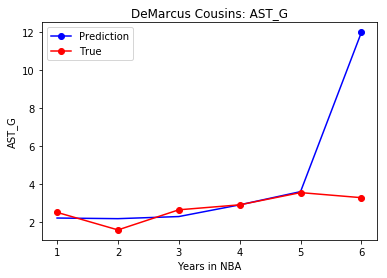 DeMarcus Cousins: AST_G
Prediction
True
12
10
8
6
4
2
AST_G
1 2 3 4 5 6
Years in NBA